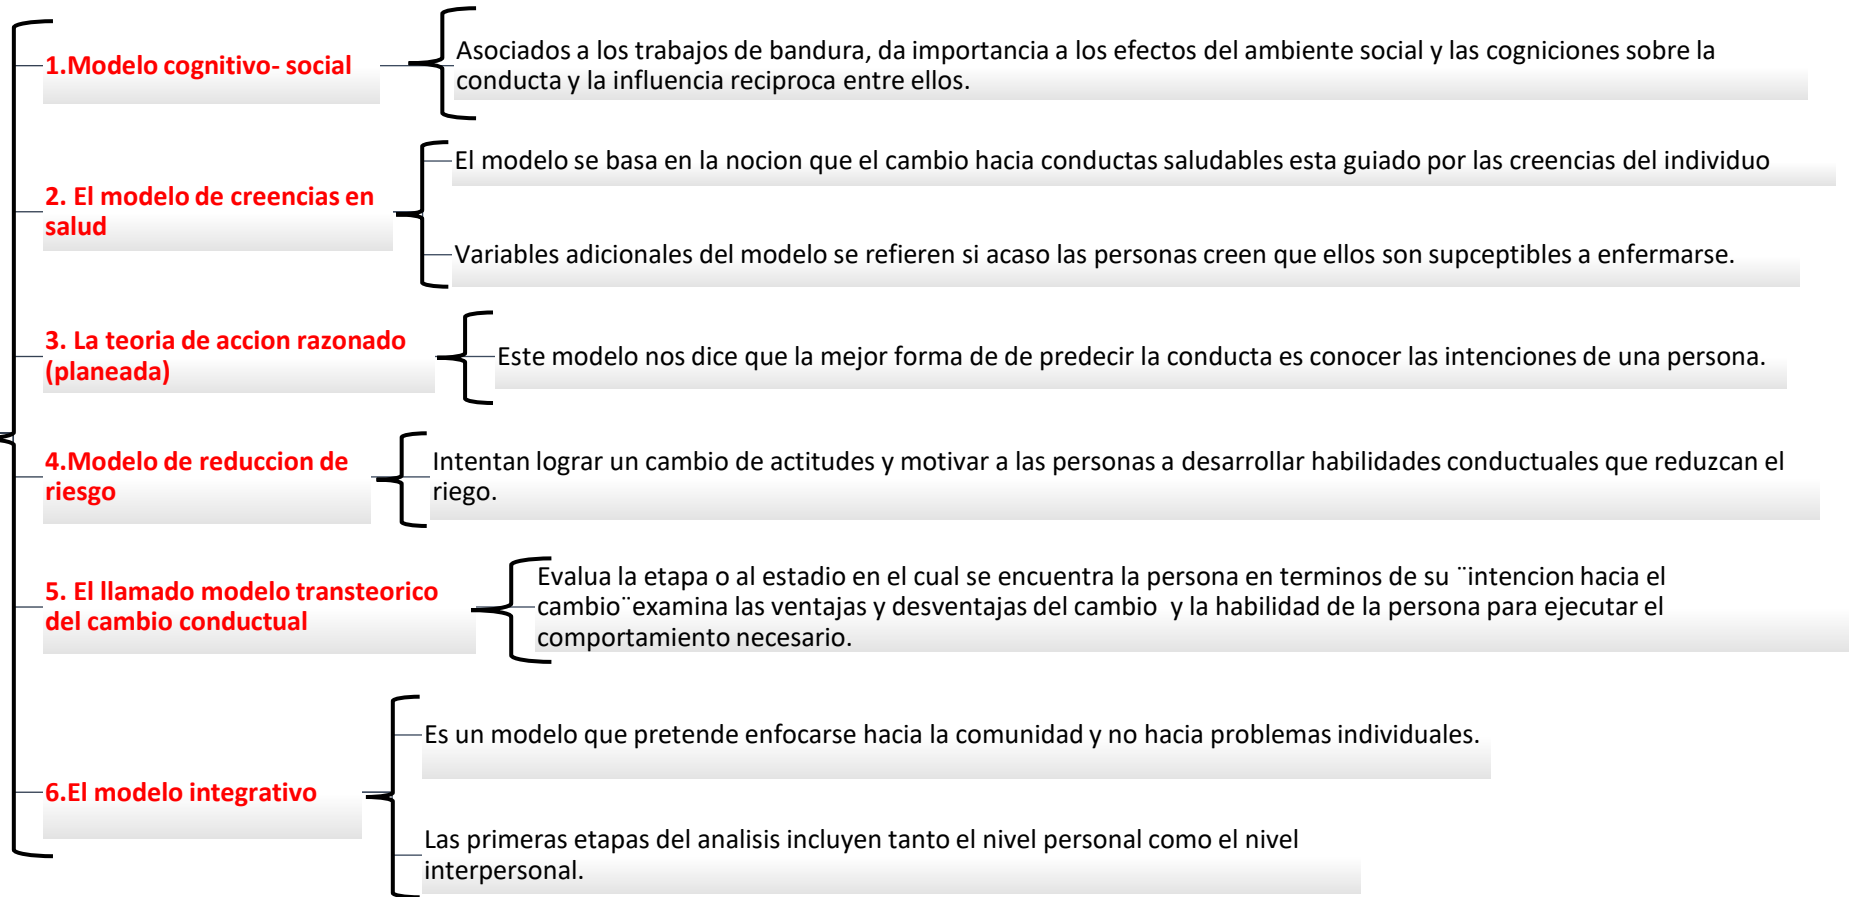 1.Modelo cognitivo- social
Asociados a los trabajos de bandura, da importancia a los efectos del ambiente social y las cogniciones sobre la
conducta y la influencia reciproca entre ellos.
2. El modelo de creencias en
salud
El modelo se basa en la nocion que el cambio hacia conductas saludables esta guiado por las creencias del individuo
Variables adicionales del modelo se refieren si acaso las personas creen que ellos son supceptibles a enfermarse.
3. La teoria de accion razonado
(planeada)
Este modelo nos dice que la mejor forma de de predecir la conducta es conocer las intenciones de una persona.
4.Modelo de reduccion de
riesgo
Intentan lograr un cambio de actitudes y motivar a las personas a desarrollar habilidades conductuales que reduzcan el
riego.
5. El llamado modelo transteorico
del cambio conductual
Evalua la etapa o al estadio en el cual se encuentra la persona en terminos de su ¨intencion hacia el
cambio¨examina las ventajas y desventajas del cambio  y la habilidad de la persona para ejecutar el
comportamiento necesario.
6.El modelo integrativo
Es un modelo que pretende enfocarse hacia la comunidad y no hacia problemas individuales.
Las primeras etapas del analisis incluyen tanto el nivel personal como el nivel
interpersonal.